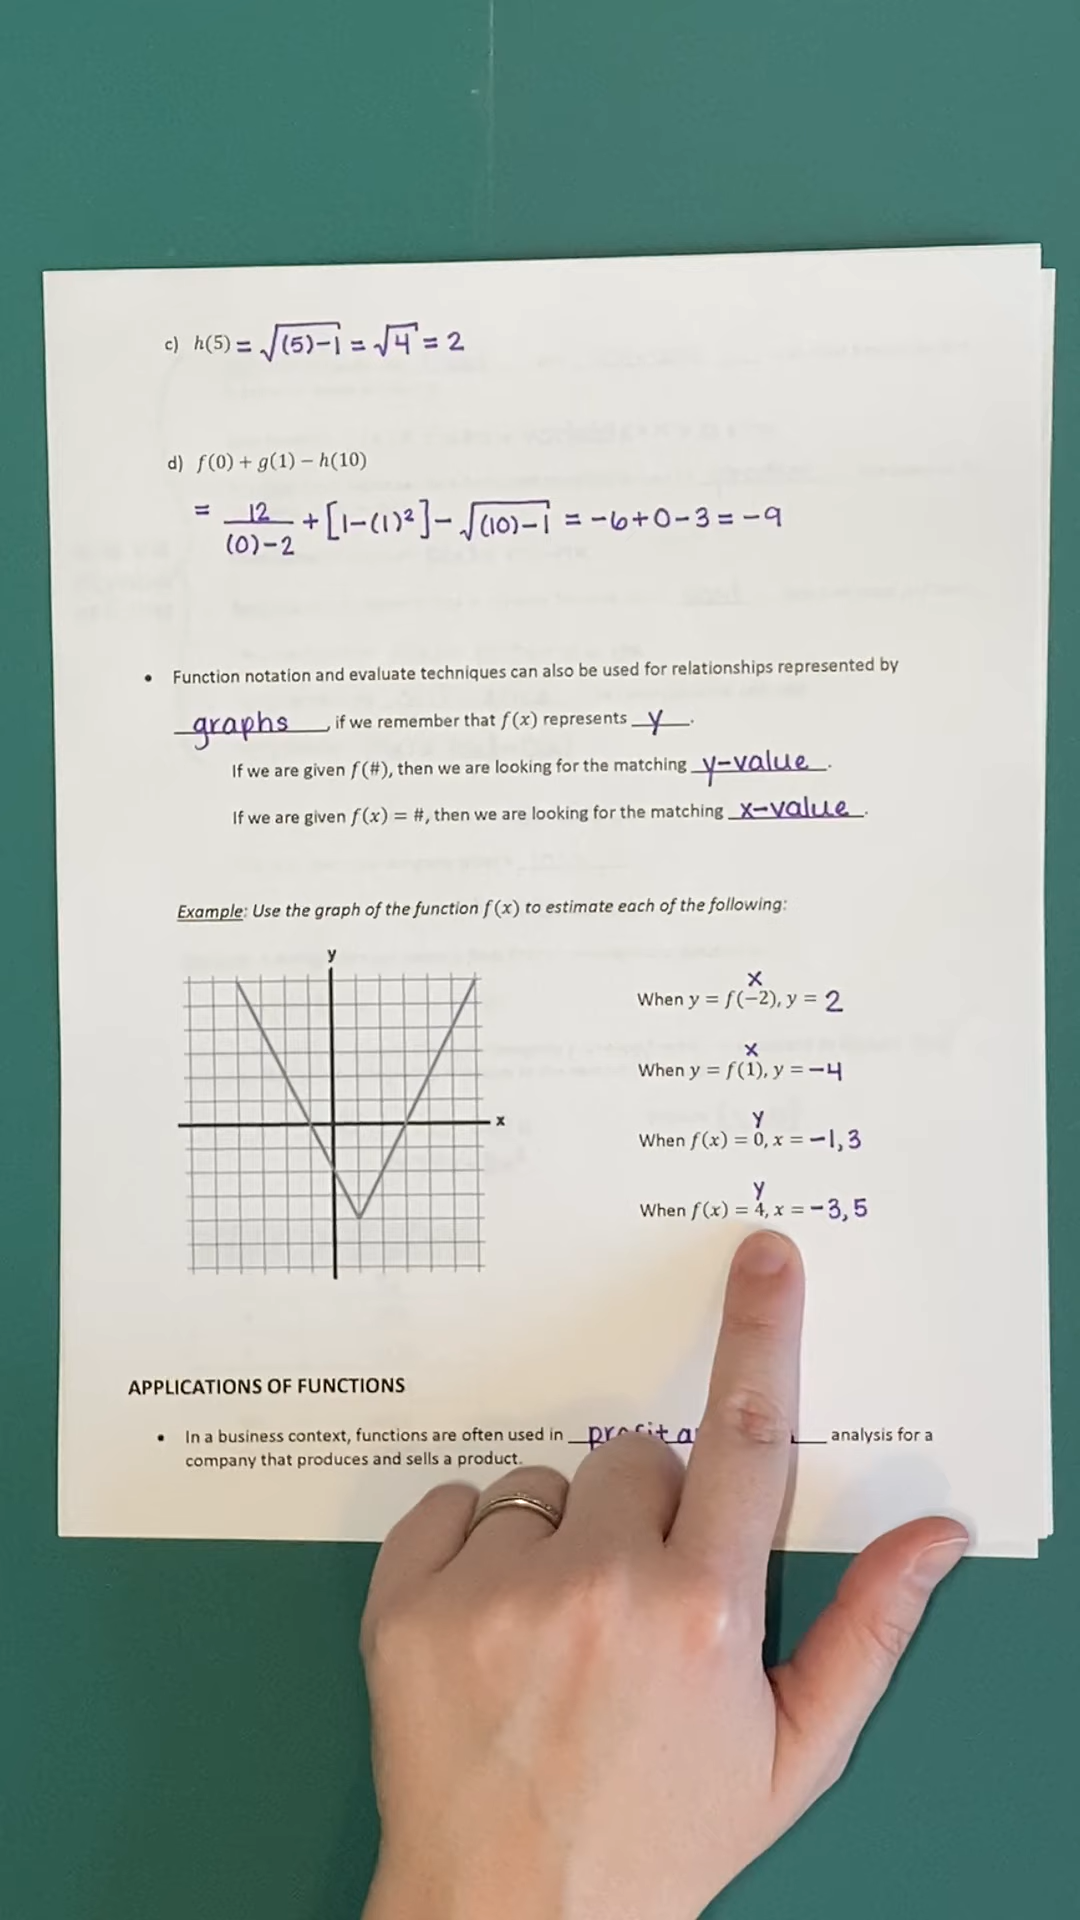 c) h(5) = √(5)-1 = √4 = 2
d) f(0) + g(1) – h(10)
= 12/(0)-2 + [1-(1)²] - √(10)-1 = -6+0-3 = -9
• Function notation and evaluate techniques can also be used for relationships represented by
graphs, if we remember that f(x) represents y.
If we are given f(#), then we are looking for the matching y-value.
If we are given f(x) = #, then we are looking for the matching x-value.
Example: Use the graph of the function f(x) to estimate each of the following:
y
x
x
When y = f(−2), y = 2
x
When y = f(1), y = -4
y
When f(x) = 0, x = -1, 3
y
When f(x) = 4, x = -3, 5
APPLICATIONS OF FUNCTIONS
• In a business context, functions are often used in profit analysis for a
company that produces and sells a product.